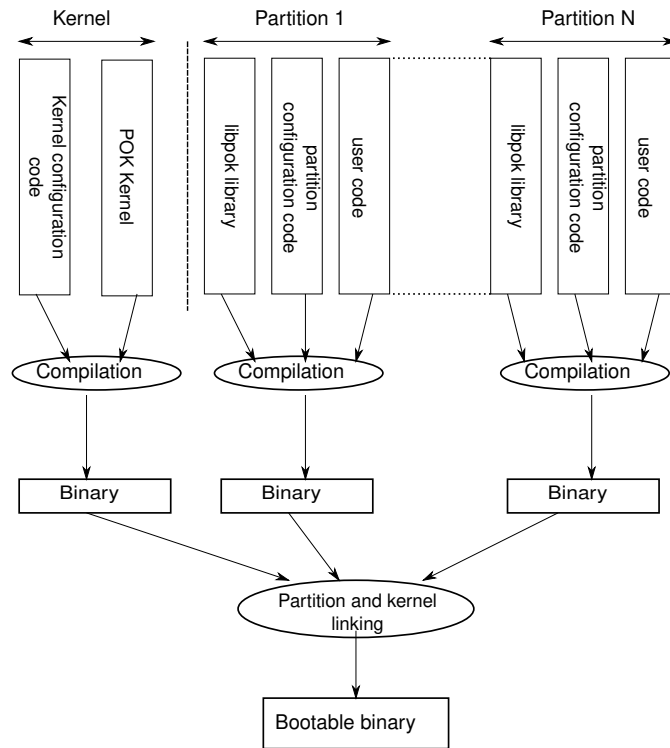 Kernel
Partition 1
Partition N
Kernel configuration
code
POK Kernel
libpok library
partition
configuration code
user code
libpok library
partition
configuration code
user code
Compilation
Compilation
Compilation
Binary
Binary
Binary
Partition and kernel
linking
Bootable binary